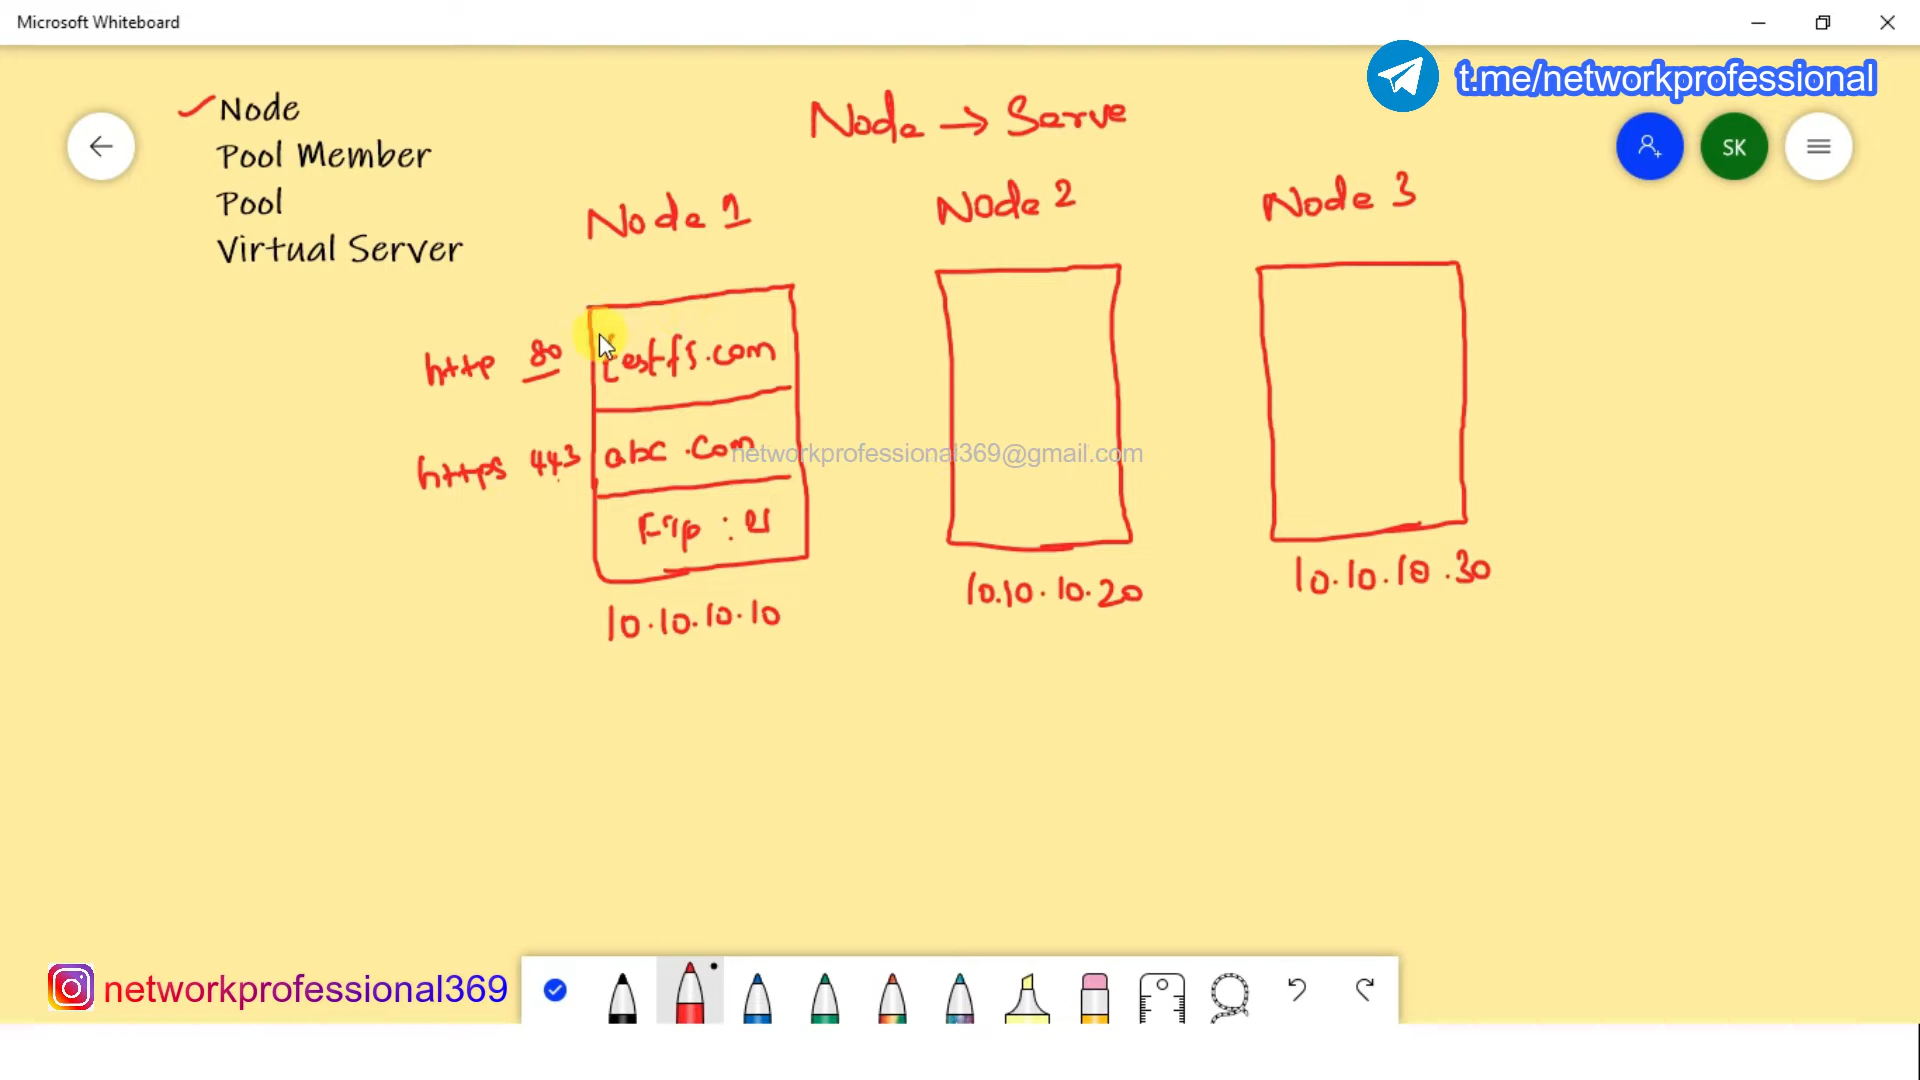 Microsoft Whiteboard
t.me/networkprofessional
Node
Pool Member
Pool
Virtual Server
Node → Serve
SK
Node 1
Node 2
Node 3
http 80
testfs.com
https 443
abc.com
networkprofessional369@gmail.com
Ftp : 21
10.10.10.10
10.10.10.20
10.10.10.30
networkprofessional369